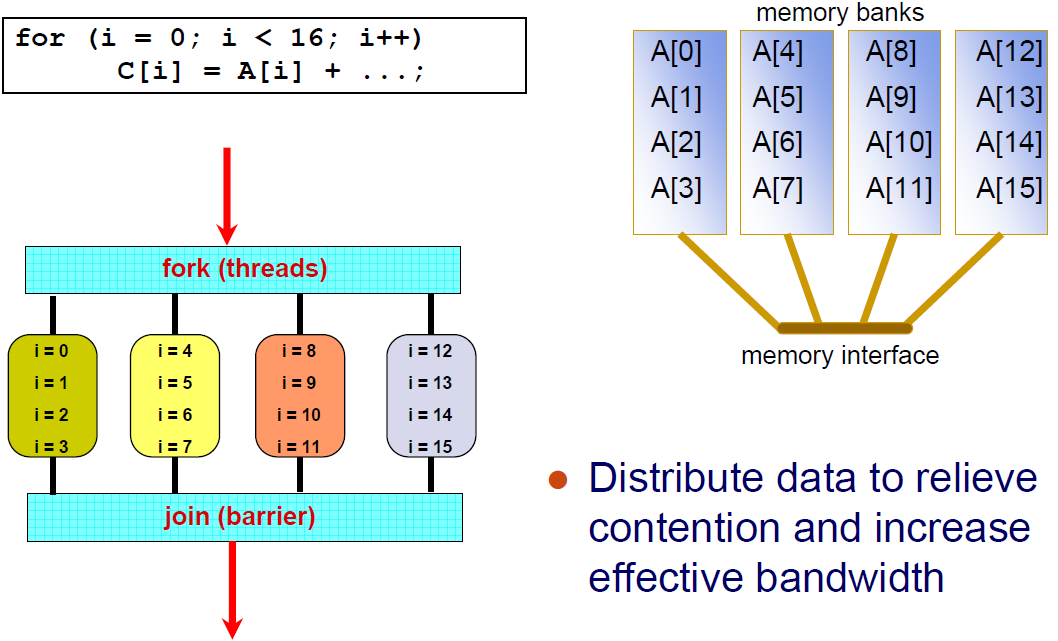 for (i = 0; i < 16; i++)
C[i] = A[i] + ...;
fork (threads)
i = 0
i = 1
i = 2
i = 3
i = 4
i = 5
i = 6
i = 7
i = 8
i = 9
i = 10
i = 11
i = 12
i = 13
i = 14
i = 15
join (barrier)
memory banks
A[0]
A[1]
A[2]
A[3]
A[4]
A[5]
A[6]
A[7]
A[8]
A[9]
A[10]
A[11]
A[12]
A[13]
A[14]
A[15]
memory interface
• Distribute data to relieve
contention and increase
effective bandwidth